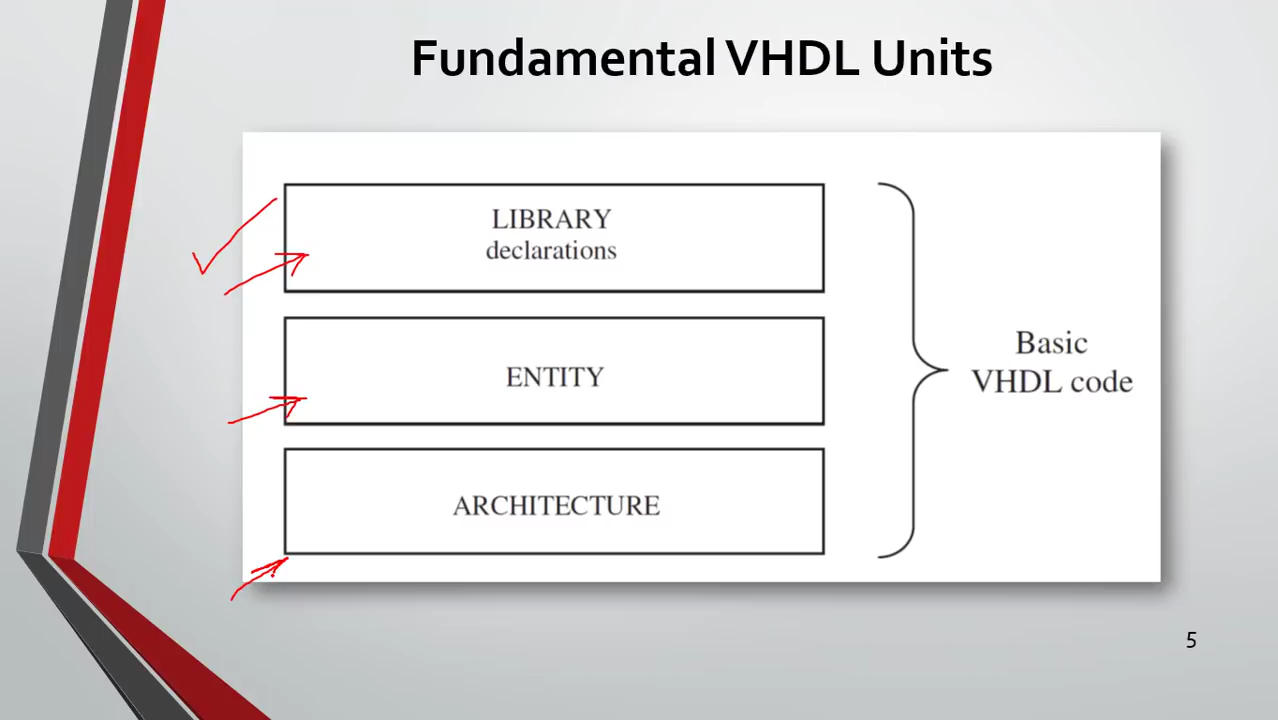 Fundamental VHDL Units
LIBRARY
declarations
ENTITY
ARCHITECTURE
Basic
VHDL code
5